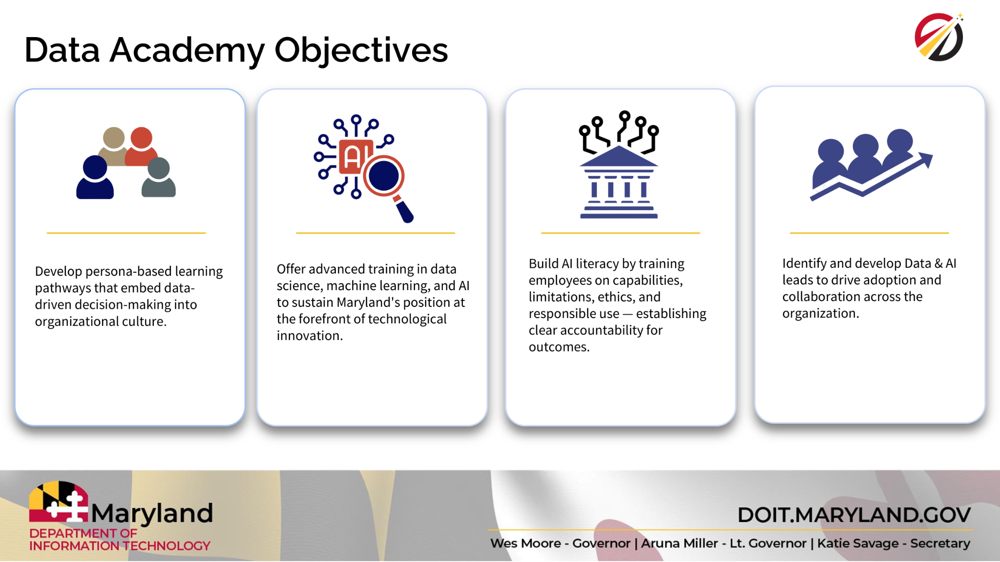 Data Academy Objectives
AI
Develop persona-based learning
pathways that embed data-
driven decision-making into
organizational culture.
Offer advanced training in data
science, machine learning, and AI
to sustain Maryland's position at
the forefront of technological
innovation.
Build AI literacy by training
employees on capabilities,
limitations, ethics, and
responsible use — establishing
clear accountability for
outcomes.
Identify and develop Data & AI
leads to drive adoption and
collaboration across the
organization.
Maryland
DEPARTMENT OF
INFORMATION TECHNOLOGY
DOIT.MARYLAND.GOV
Wes Moore - Governor | Aruna Miller - Lt. Governor | Katie Savage - Secretary